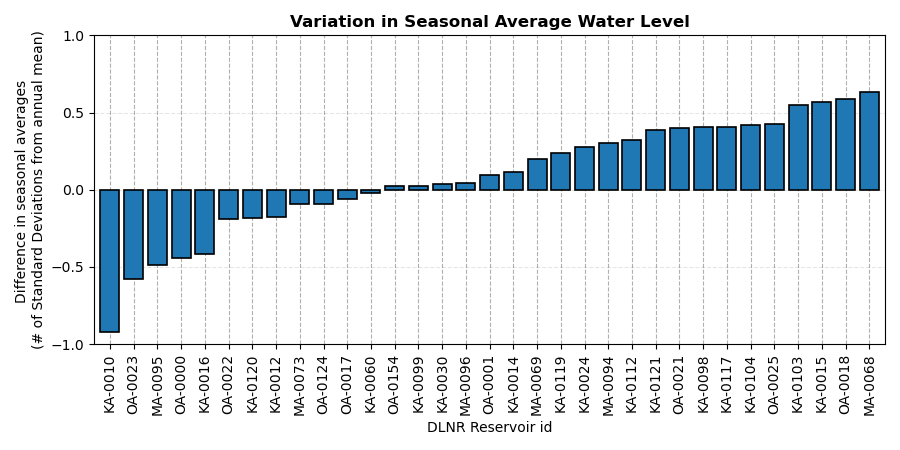 Variation in Seasonal Average Water Level
Difference in seasonal averages
(# of Standard Deviations from annual mean)
1.0
0.5
0.0
−0.5
−1.0
KA-0010
OA-0023
MA-0095
OA-0000
KA-0016
OA-0022
KA-0120
KA-0012
MA-0073
OA-0124
OA-0017
KA-0060
OA-0154
KA-0099
KA-0030
MA-0096
OA-0001
KA-0014
MA-0069
KA-0119
KA-0024
MA-0094
KA-0112
KA-0121
OA-0021
KA-0098
KA-0117
KA-0104
OA-0025
KA-0103
KA-0015
OA-0018
MA-0068
DLNR Reservoir id